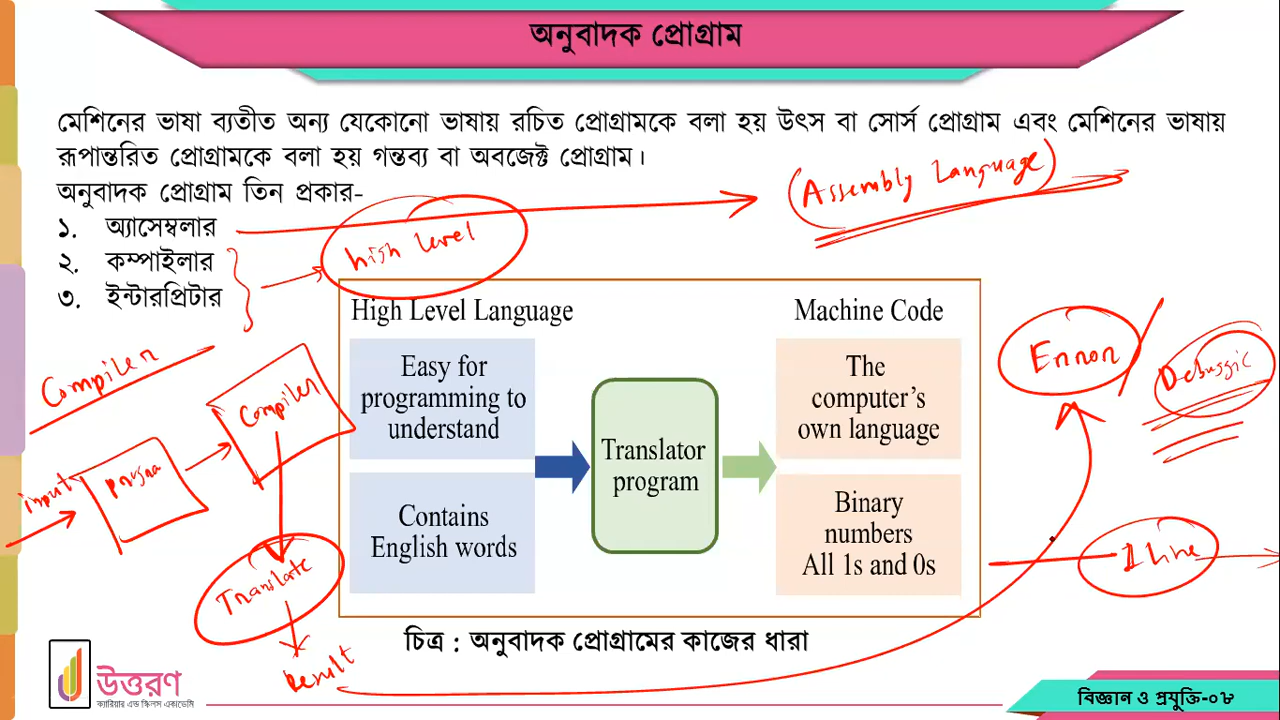 অনুবাদক প্রোগ্রাম
মেশিনের ভাষা ব্যতীত অন্য যেকোনো ভাষায় রচিত প্রোগ্রামকে বলা হয় উৎস বা সোর্স প্রোগ্রাম এবং মেশিনের ভাষায়
রূপান্তরিত প্রোগ্রামকে বলা হয় গন্তব্য বা অবজেক্ট প্রোগ্রাম।
অনুবাদক প্রোগ্রাম তিন প্রকার-
(Assembly Language)
১. অ্যাসেম্বলার
high level
২. কম্পাইলার
৩. ইন্টারপ্রিটার
High Level Language
Easy for
programming to
understand
Contains
English words
Translator
program
Machine Code
The
computer's
own language
Binary
numbers
All 1s and 0s
Compiler
input
Compiler
Translate
Result
Error
1 line
চিত্র : অনুবাদক প্রোগ্রামের কাজের ধারা
উত্তরণ
ক্যারিয়ার এন্ড স্কিলস একাডেমি
বিজ্ঞান ও প্রযুক্তি-০৮